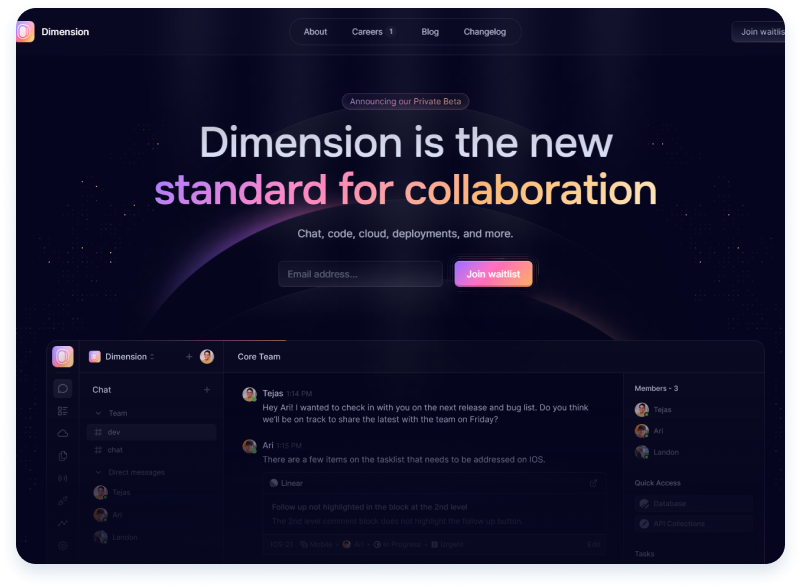 Dimension
About
Careers 1
Blog
Changelog
Join waitlis
Announcing our Private Beta
Dimension is the new
standard for collaboration
Chat, code, cloud, deployments, and more.
Email address...
Join waitlist
Dimension
Core Team
Chat
Team
# dev
# chat
Direct messages
Tejas
Ari
Landon
Tejas 1:14 PM
Hey Ari! I wanted to check in with you on the next release and bug list. Do you think
we'll be on track to share the latest with the team on Friday?
Ari 1:15 PM
There are a few items on the tasklist that needs to be addressed on IOS.
Linear
Follow up not highlighted in the block at the 2nd level
The 2nd level comment block does not highlight the follow up button.
Mobile • Ari • In Progress • Urgent
Edit
Members - 3
Tejas
Ari
Landon
Quick Access
Database
API Collections
Tasks